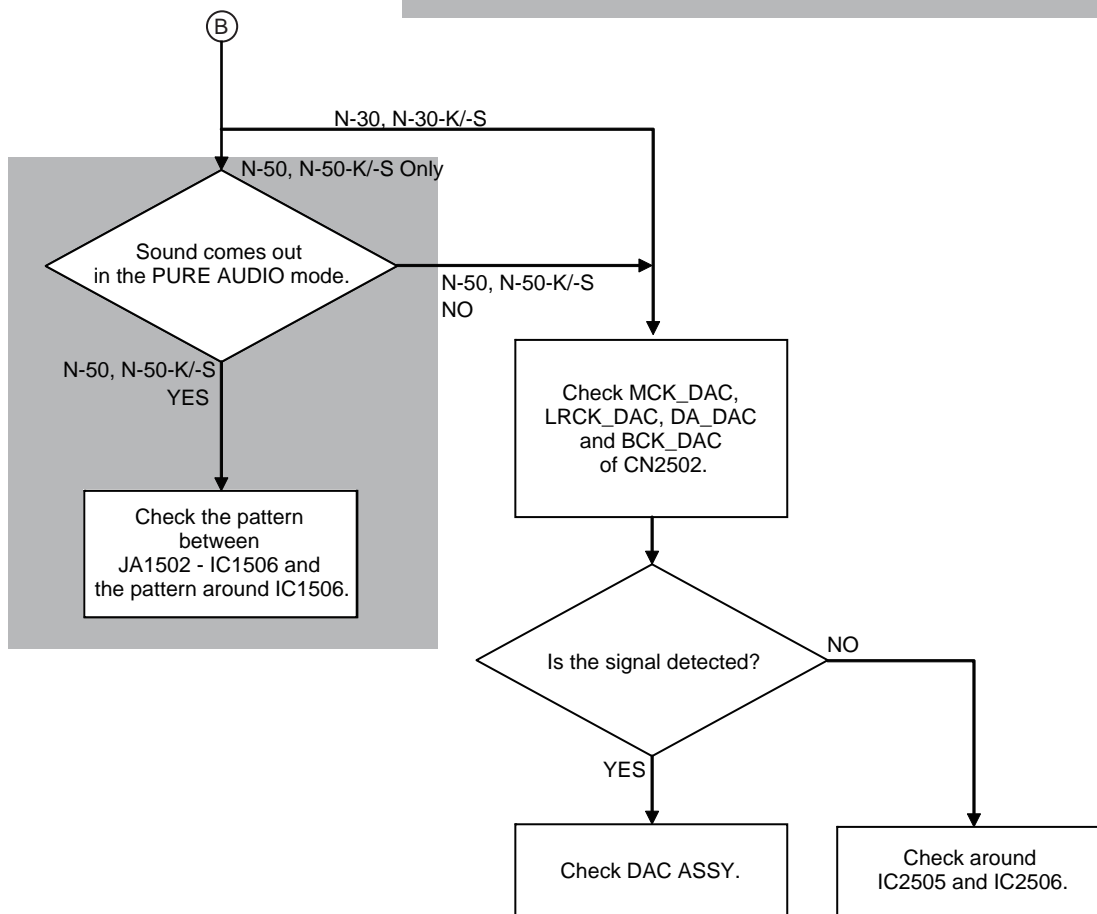 B
N-30, N-30-K/-S
N-50, N-50-K/-S Only
Sound comes out
in the PURE AUDIO mode.
N-50, N-50-K/-S
NO
N-50, N-50-K/-S
YES
Check the pattern
between
JA1502 - IC1506 and
the pattern around IC1506.
Check MCK_DAC,
LRCK_DAC, DA_DAC
and BCK_DAC
of CN2502.
Is the signal detected?
NO
YES
Check DAC ASSY.
Check around
IC2505 and IC2506.